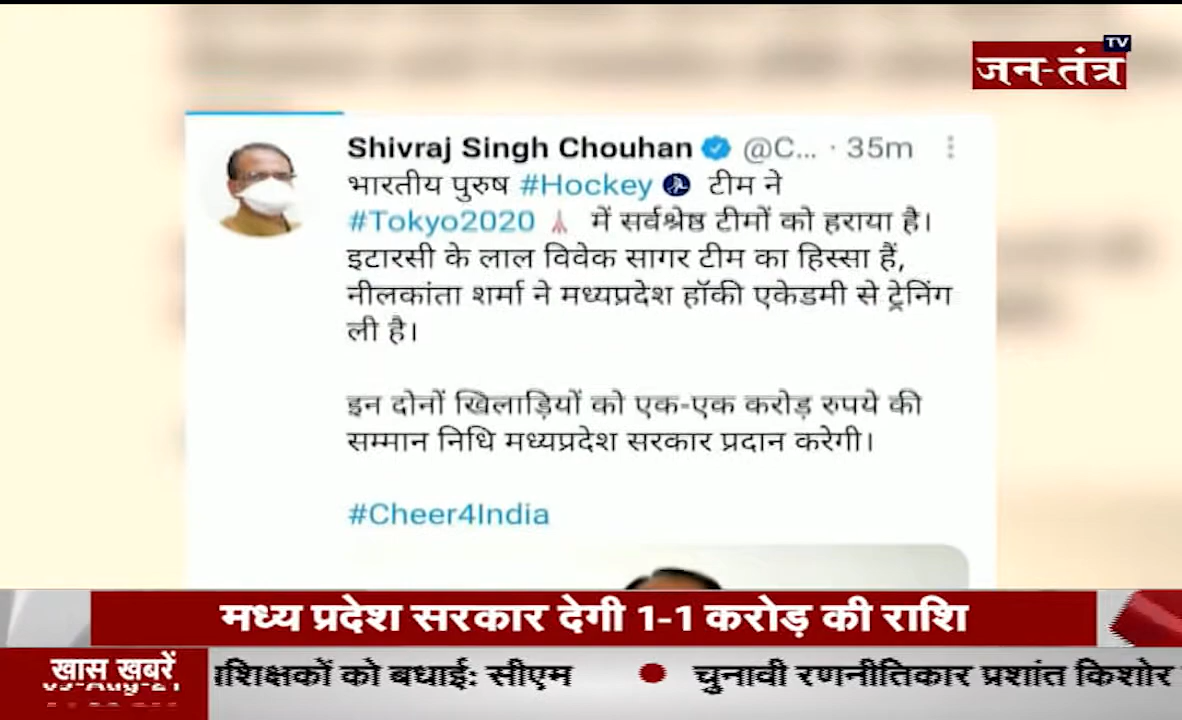 TV
जन-तंत्र
Shivraj Singh Chouhan @C... · 35m
भारतीय पुरुष #Hockey टीम ने
#Tokyo2020 में सर्वश्रेष्ठ टीमों को हराया है।
इटारसी के लाल विवेक सागर टीम का हिस्सा हैं,
नीलकांता शर्मा ने मध्यप्रदेश हॉकी एकेडमी से ट्रेनिंग
ली है।
इन दोनों खिलाड़ियों को एक-एक करोड़ रुपये की
सम्मान निधि मध्यप्रदेश सरकार प्रदान करेगी।
#Cheer4India
मध्य प्रदेश सरकार देगी 1-1 करोड़ की राशि
खास खबरें
शिक्षकों को बधाई: सीएम • चुनावी रणनीतिकार प्रशांत किशोर